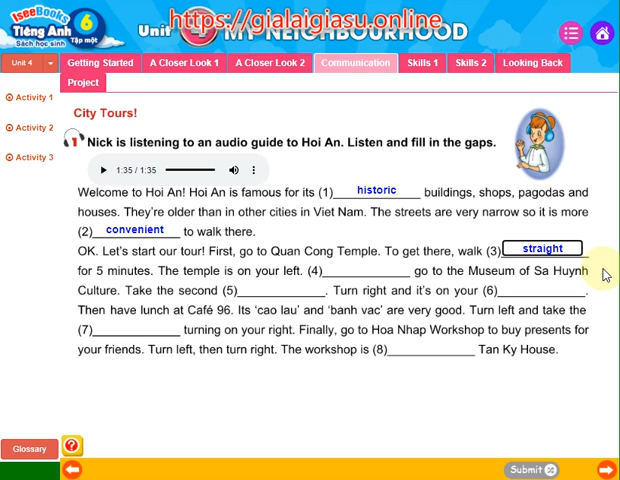 IseeBooks
Tiếng Anh 6
Sách học sinh Tập một
Unit 4 MY NEIGHBOURHOOD
https://gialaigiasu.online
Unit 4
Getting Started
A Closer Look 1
A Closer Look 2
Communication
Skills 1
Skills 2
Looking Back
Project
Activity 1
Activity 2
Activity 3
City Tours!
1 Nick is listening to an audio guide to Hoi An. Listen and fill in the gaps.
1:35 / 1:35
Welcome to Hoi An! Hoi An is famous for its (1) historic buildings, shops, pagodas and
houses. They're older than in other cities in Viet Nam. The streets are very narrow so it is more
(2) convenient to walk there.
OK. Let's start our tour! First, go to Quan Cong Temple. To get there, walk (3) straight
for 5 minutes. The temple is on your left. (4)______________ go to the Museum of Sa Huynh
Culture. Take the second (5)______________. Turn right and it's on your (6)______________.
Then have lunch at Café 96. Its 'cao lau' and 'banh vac' are very good. Turn left and take the
(7)______________ turning on your right. Finally, go to Hoa Nhap Workshop to buy presents for
your friends. Turn left, then turn right. The workshop is (8)______________ Tan Ky House.
Glossary
?
Submit